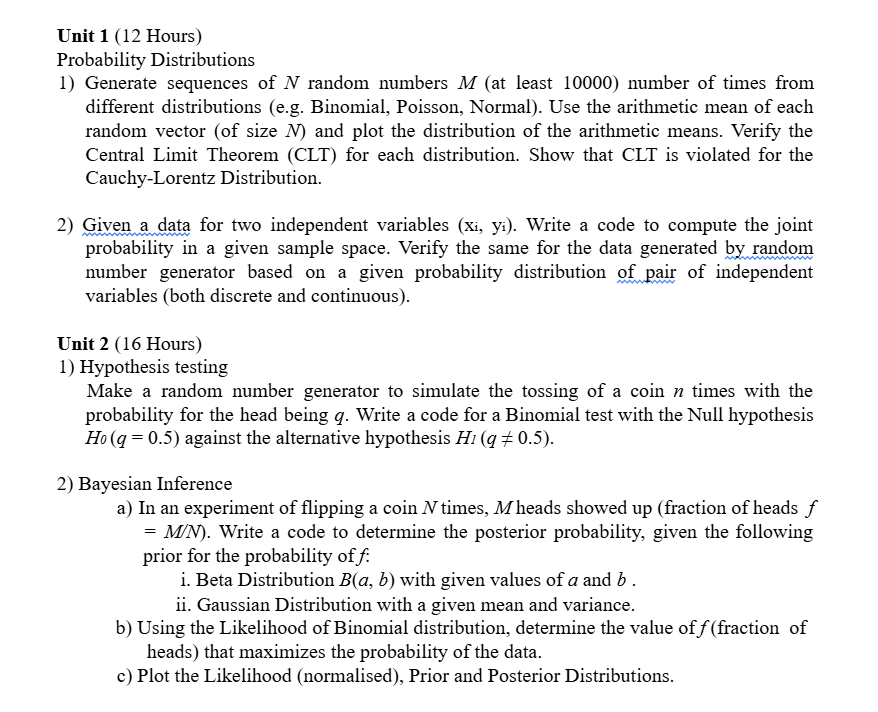 Unit 1 (12 Hours)
Probability Distributions
1) Generate sequences of N random numbers M (at least 10000) number of times from
different distributions (e.g. Binomial, Poisson, Normal). Use the arithmetic mean of each
random vector (of size N) and plot the distribution of the arithmetic means. Verify the
Central Limit Theorem (CLT) for each distribution. Show that CLT is violated for the
Cauchy-Lorentz Distribution.
2) Given a data for two independent variables (xi, yi). Write a code to compute the joint
probability in a given sample space. Verify the same for the data generated by random
number generator based on a given probability distribution of pair of independent
variables (both discrete and continuous).
Unit 2 (16 Hours)
1) Hypothesis testing
Make a random number generator to simulate the tossing of a coin n times with the
probability for the head being q. Write a code for a Binomial test with the Null hypothesis
H0 (q = 0.5) against the alternative hypothesis H1 (q ≠ 0.5).
2) Bayesian Inference
a) In an experiment of flipping a coin N times, M heads showed up (fraction of heads f
= M/N). Write a code to determine the posterior probability, given the following
prior for the probability of f:
i. Beta Distribution B(a, b) with given values of a and b .
ii. Gaussian Distribution with a given mean and variance.
b) Using the Likelihood of Binomial distribution, determine the value of f (fraction of
heads) that maximizes the probability of the data.
c) Plot the Likelihood (normalised), Prior and Posterior Distributions.